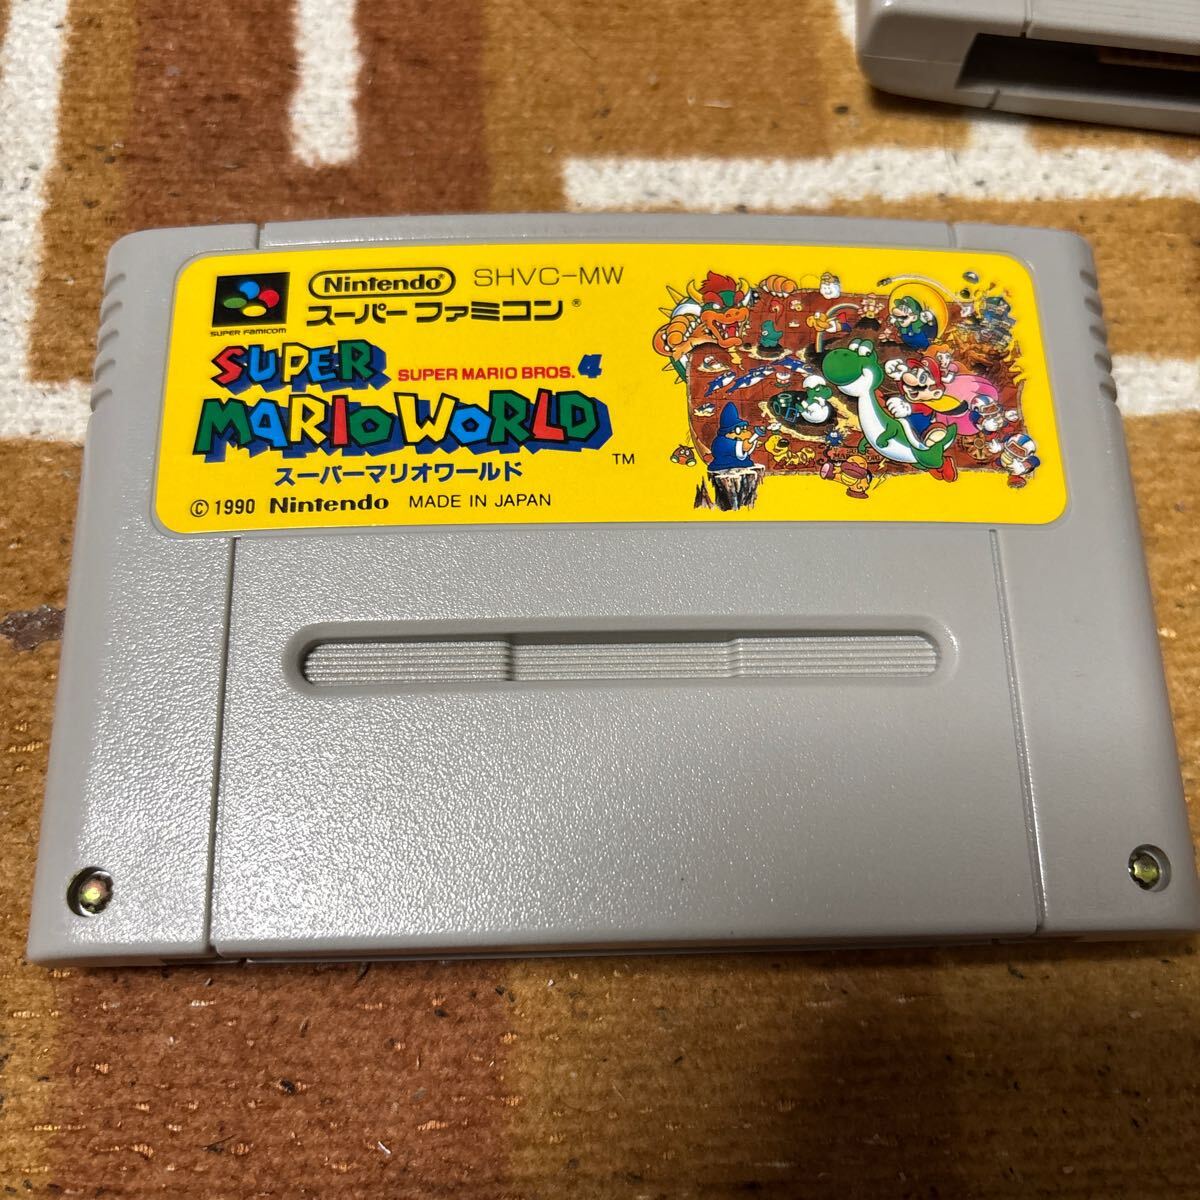 Nintendo® SHVC-MW
SUPER FAMICOM
スーパーファミコン®
SUPER
SUPER MARIO BROS. 4
MARIO WORLD
スーパーマリオワールド ™
© 1990 Nintendo MADE IN JAPAN